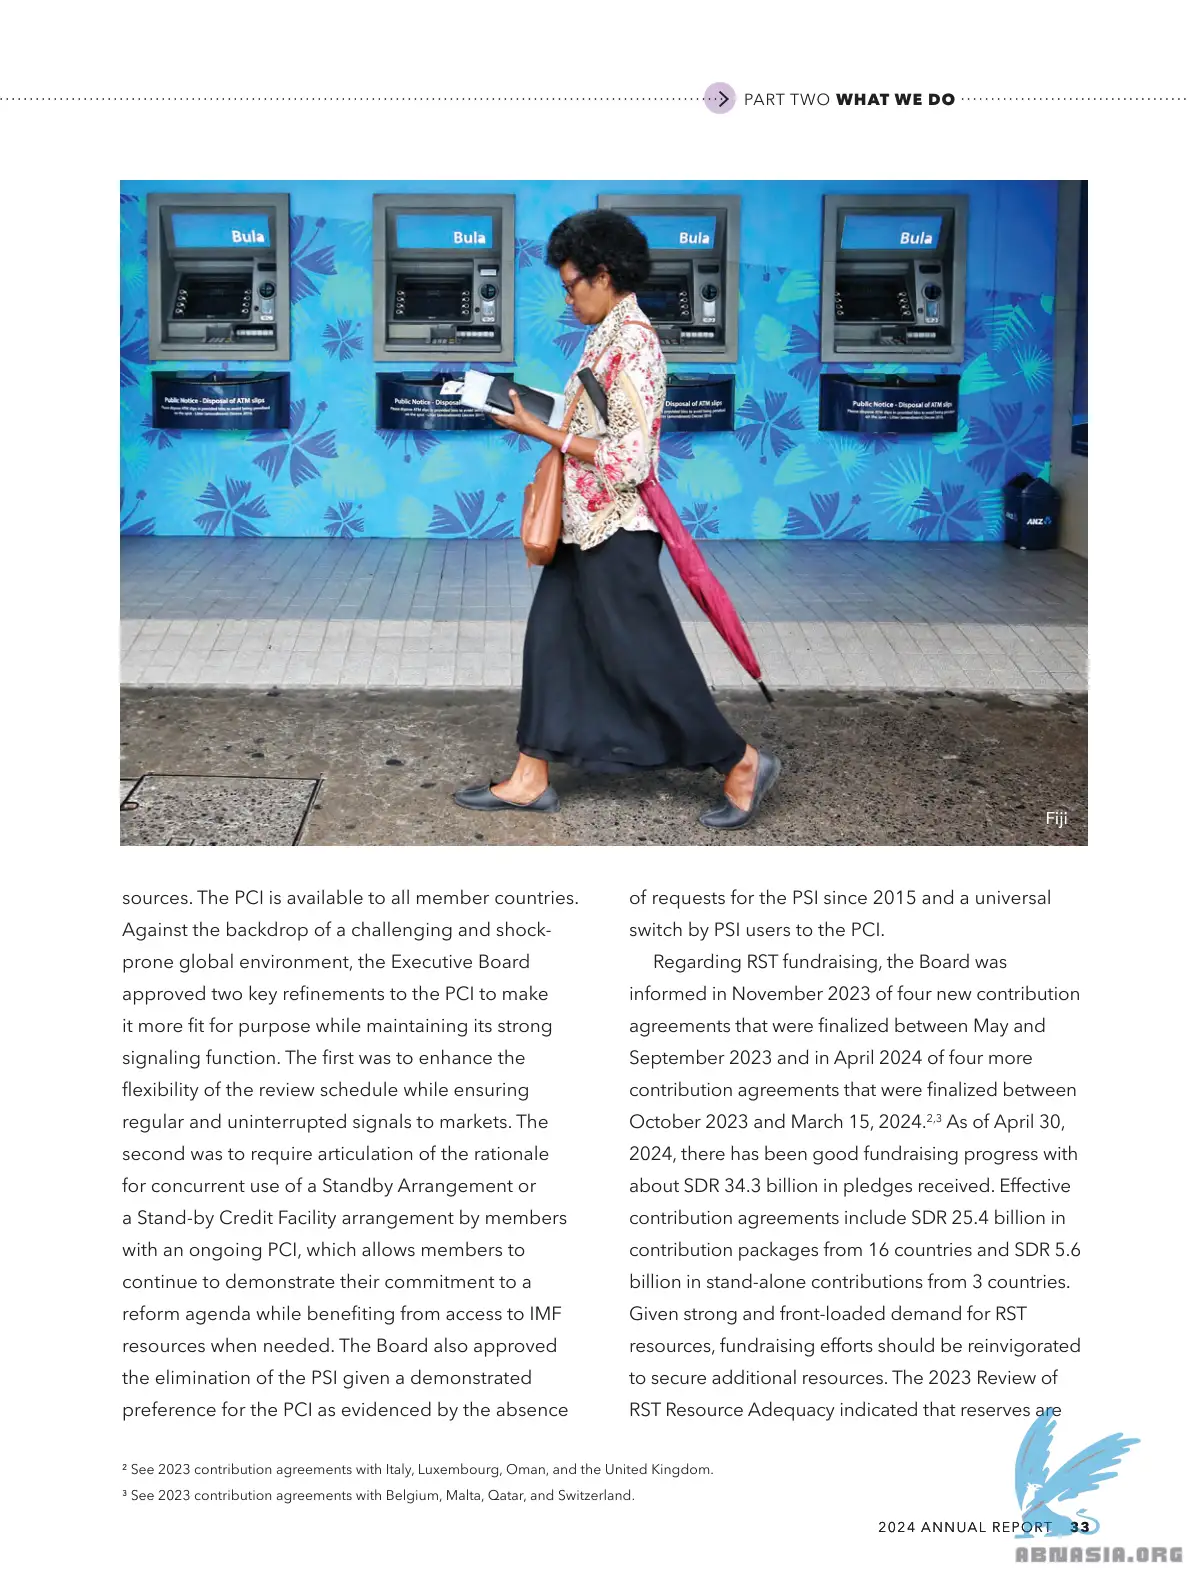 PART TWO WHAT WE DO
Bula
Bula
Bula
Bula
Public Notice - Disposal of ATM slips
Public Notice - Disposal
Disposal of ATM slips
Public Notice - Disposal of ATM slips
ANZ
Fiji
sources. The PCI is available to all member countries.
Against the backdrop of a challenging and shock-
prone global environment, the Executive Board
approved two key refinements to the PCI to make
it more fit for purpose while maintaining its strong
signaling function. The first was to enhance the
flexibility of the review schedule while ensuring
regular and uninterrupted signals to markets. The
second was to require articulation of the rationale
for concurrent use of a Standby Arrangement or
a Stand-by Credit Facility arrangement by members
with an ongoing PCI, which allows members to
continue to demonstrate their commitment to a
reform agenda while benefiting from access to IMF
resources when needed. The Board also approved
the elimination of the PSI given a demonstrated
preference for the PCI as evidenced by the absence
of requests for the PSI since 2015 and a universal
switch by PSI users to the PCI.
Regarding RST fundraising, the Board was
informed in November 2023 of four new contribution
agreements that were finalized between May and
September 2023 and in April 2024 of four more
contribution agreements that were finalized between
October 2023 and March 15, 2024.2,3 As of April 30,
2024, there has been good fundraising progress with
about SDR 34.3 billion in pledges received. Effective
contribution agreements include SDR 25.4 billion in
contribution packages from 16 countries and SDR 5.6
billion in stand-alone contributions from 3 countries.
Given strong and front-loaded demand for RST
resources, fundraising efforts should be reinvigorated
to secure additional resources. The 2023 Review of
RST Resource Adequacy indicated that reserves are
2 See 2023 contribution agreements with Italy, Luxembourg, Oman, and the United Kingdom.
3 See 2023 contribution agreements with Belgium, Malta, Qatar, and Switzerland.
2024 ANNUAL REPORT 33
ABNASIA.ORG